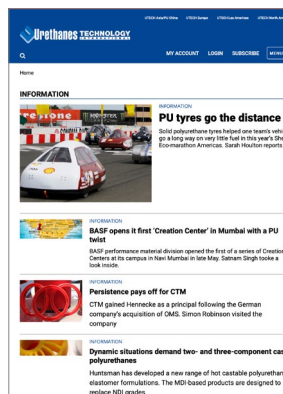 UTECH Asia/PU China UTECH Europe UTECH Las Americas UTECH North Am
Urethanes TECHNOLOGY
INTERNATIONAL
MY ACCOUNT LOGIN SUBSCRIBE MENU
Home
INFORMATION
INFORMATION
PU tyres go the distance
Solid polyurethane tyres helped one team's vehi
go a long way on very little fuel in this year's She
Eco-marathon Americas. Sarah Houlton reports
INFORMATION
BASF opens it first 'Creation Center' in Mumbai with a PU
twist
BASF performance material division opened the first of a series of Creation
Centers at its campus in Navi Mumbai in late May. Satnam Singh tooke a
look inside.
INFORMATION
Persistence pays off for CTM
CTM gained Hennecke as a principal following the German
company's acquisition of OMS. Simon Robinson visited the
company
INFORMATION
Dynamic situations demand two- and three-component cas
polyurethanes
Huntsman has developed a new range of hot castable polyurethan
elastomer formulations. The MDI-based products are designed to
replace NDI grades